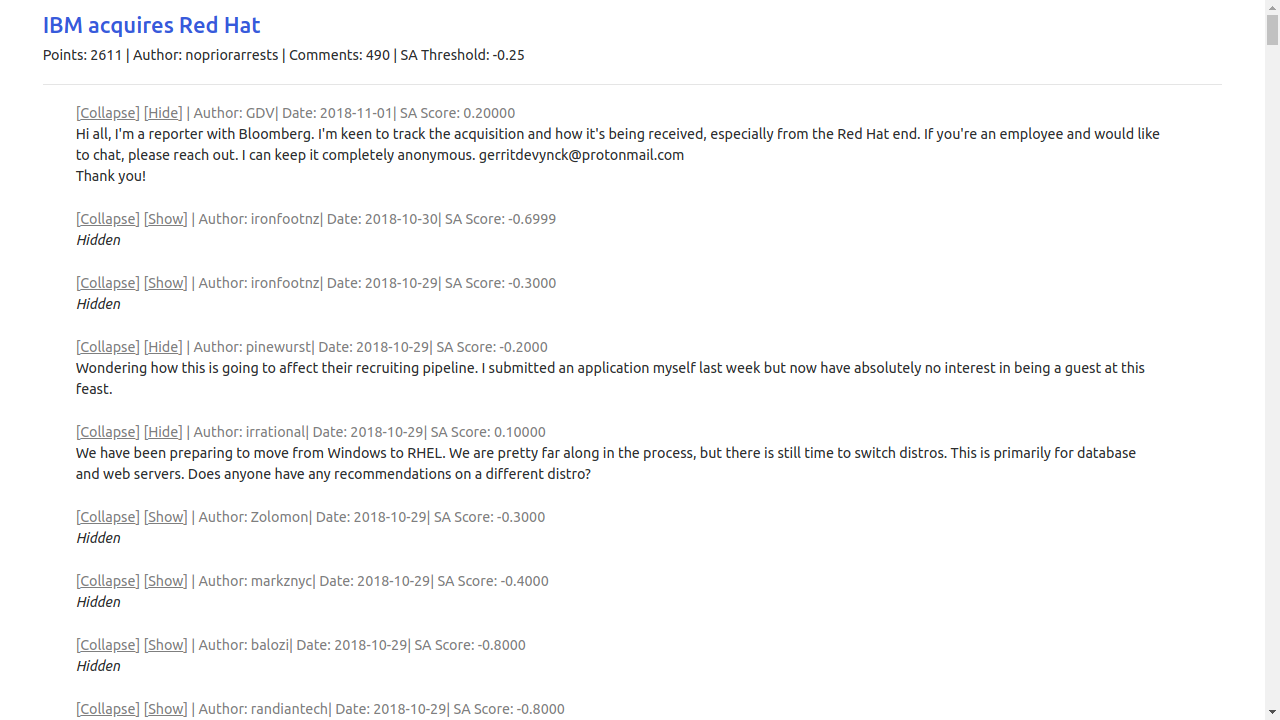 IBM acquires Red Hat
Points: 2611 | Author: nopriorarrests | Comments: 490 | SA Threshold: -0.25
[Collapse] [Hide] | Author: GDV| Date: 2018-11-01| SA Score: 0.20000
Hi all, I'm a reporter with Bloomberg. I'm keen to track the acquisition and how it's being received, especially from the Red Hat end. If you're an employee and would like
to chat, please reach out. I can keep it completely anonymous. gerritdevynck@protonmail.com
Thank you!
[Collapse] [Show] | Author: ironfootnz| Date: 2018-10-30| SA Score: -0.6999
Hidden
[Collapse] [Show] | Author: ironfootnz| Date: 2018-10-29| SA Score: -0.3000
Hidden
[Collapse] [Hide] | Author: pinewurst| Date: 2018-10-29| SA Score: -0.2000
Wondering how this is going to affect their recruiting pipeline. I submitted an application myself last week but now have absolutely no interest in being a guest at this
feast.
[Collapse] [Hide] | Author: irrational| Date: 2018-10-29| SA Score: 0.10000
We have been preparing to move from Windows to RHEL. We are pretty far along in the process, but there is still time to switch distros. This is primarily for database
and web servers. Does anyone have any recommendations on a different distro?
[Collapse] [Show] | Author: Zolomon| Date: 2018-10-29| SA Score: -0.3000
Hidden
[Collapse] [Show] | Author: markznyc| Date: 2018-10-29| SA Score: -0.4000
Hidden
[Collapse] [Show] | Author: balozi| Date: 2018-10-29| SA Score: -0.8000
Hidden
[Collapse] [Show] | Author: randiantech| Date: 2018-10-29| SA Score: -0.8000